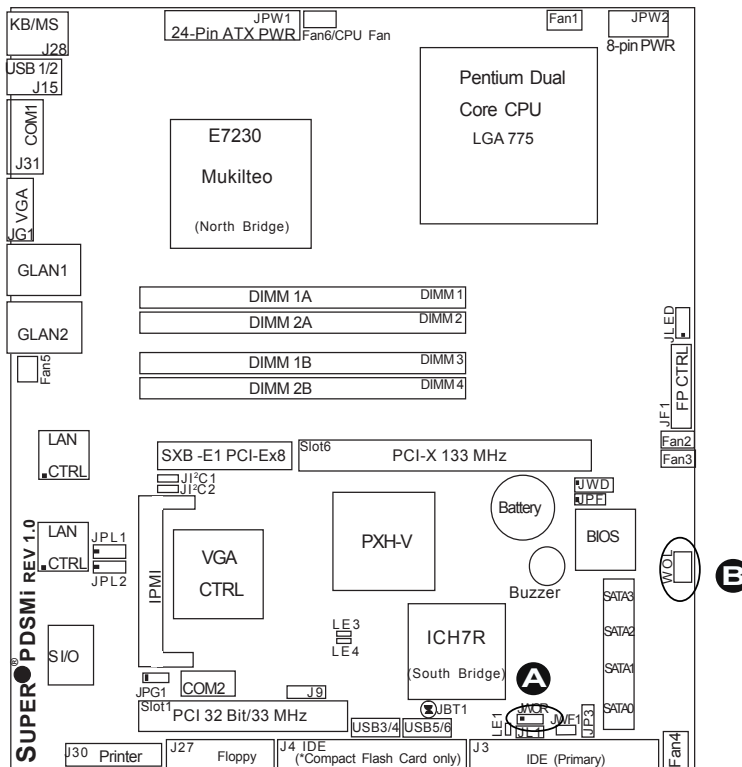 KB/MS
J28
USB 1/2
J15
COM1
J31
VGA
JG1
GLAN1
GLAN2
Fan5
JPW1
24-Pin ATX PWR
Fan6/CPU Fan
Fan1
JPW2
8-pin PWR
Pentium Dual
Core CPU
LGA 775
E7230
Mukilteo
(North Bridge)
DIMM 1A DIMM 1
DIMM 2A DIMM 2
DIMM 1B DIMM 3
DIMM 2B DIMM 4
JLED
JF1
FP CTRL
Fan2
Fan3
LAN
CTRL
SXB -E1 PCI-Ex8
Slot6
PCI-X 133 MHz
JI²C1
JI²C2
JWD
JPF
Battery
LAN
CTRL
JPL1
JPL2
IPMI
VGA
CTRL
PXH-V
BIOS
Buzzer
WOL
B
SATA3
SATA2
SATA1
SATA0
LE3
LE4
ICH7R
(South Bridge)
A
SUPER® PDSMi REV 1.0
SI/O
JPG1
COM2
J9
Slot1
PCI 32 Bit/33 MHz
JBT1
USB3/4
USB5/6
LE1
JWOR
JL1
JWF1
JP3
J30
Printer
J27
Floppy
J4 IDE
(*Compact Flash Card only)
J3
IDE (Primary)
Fan4